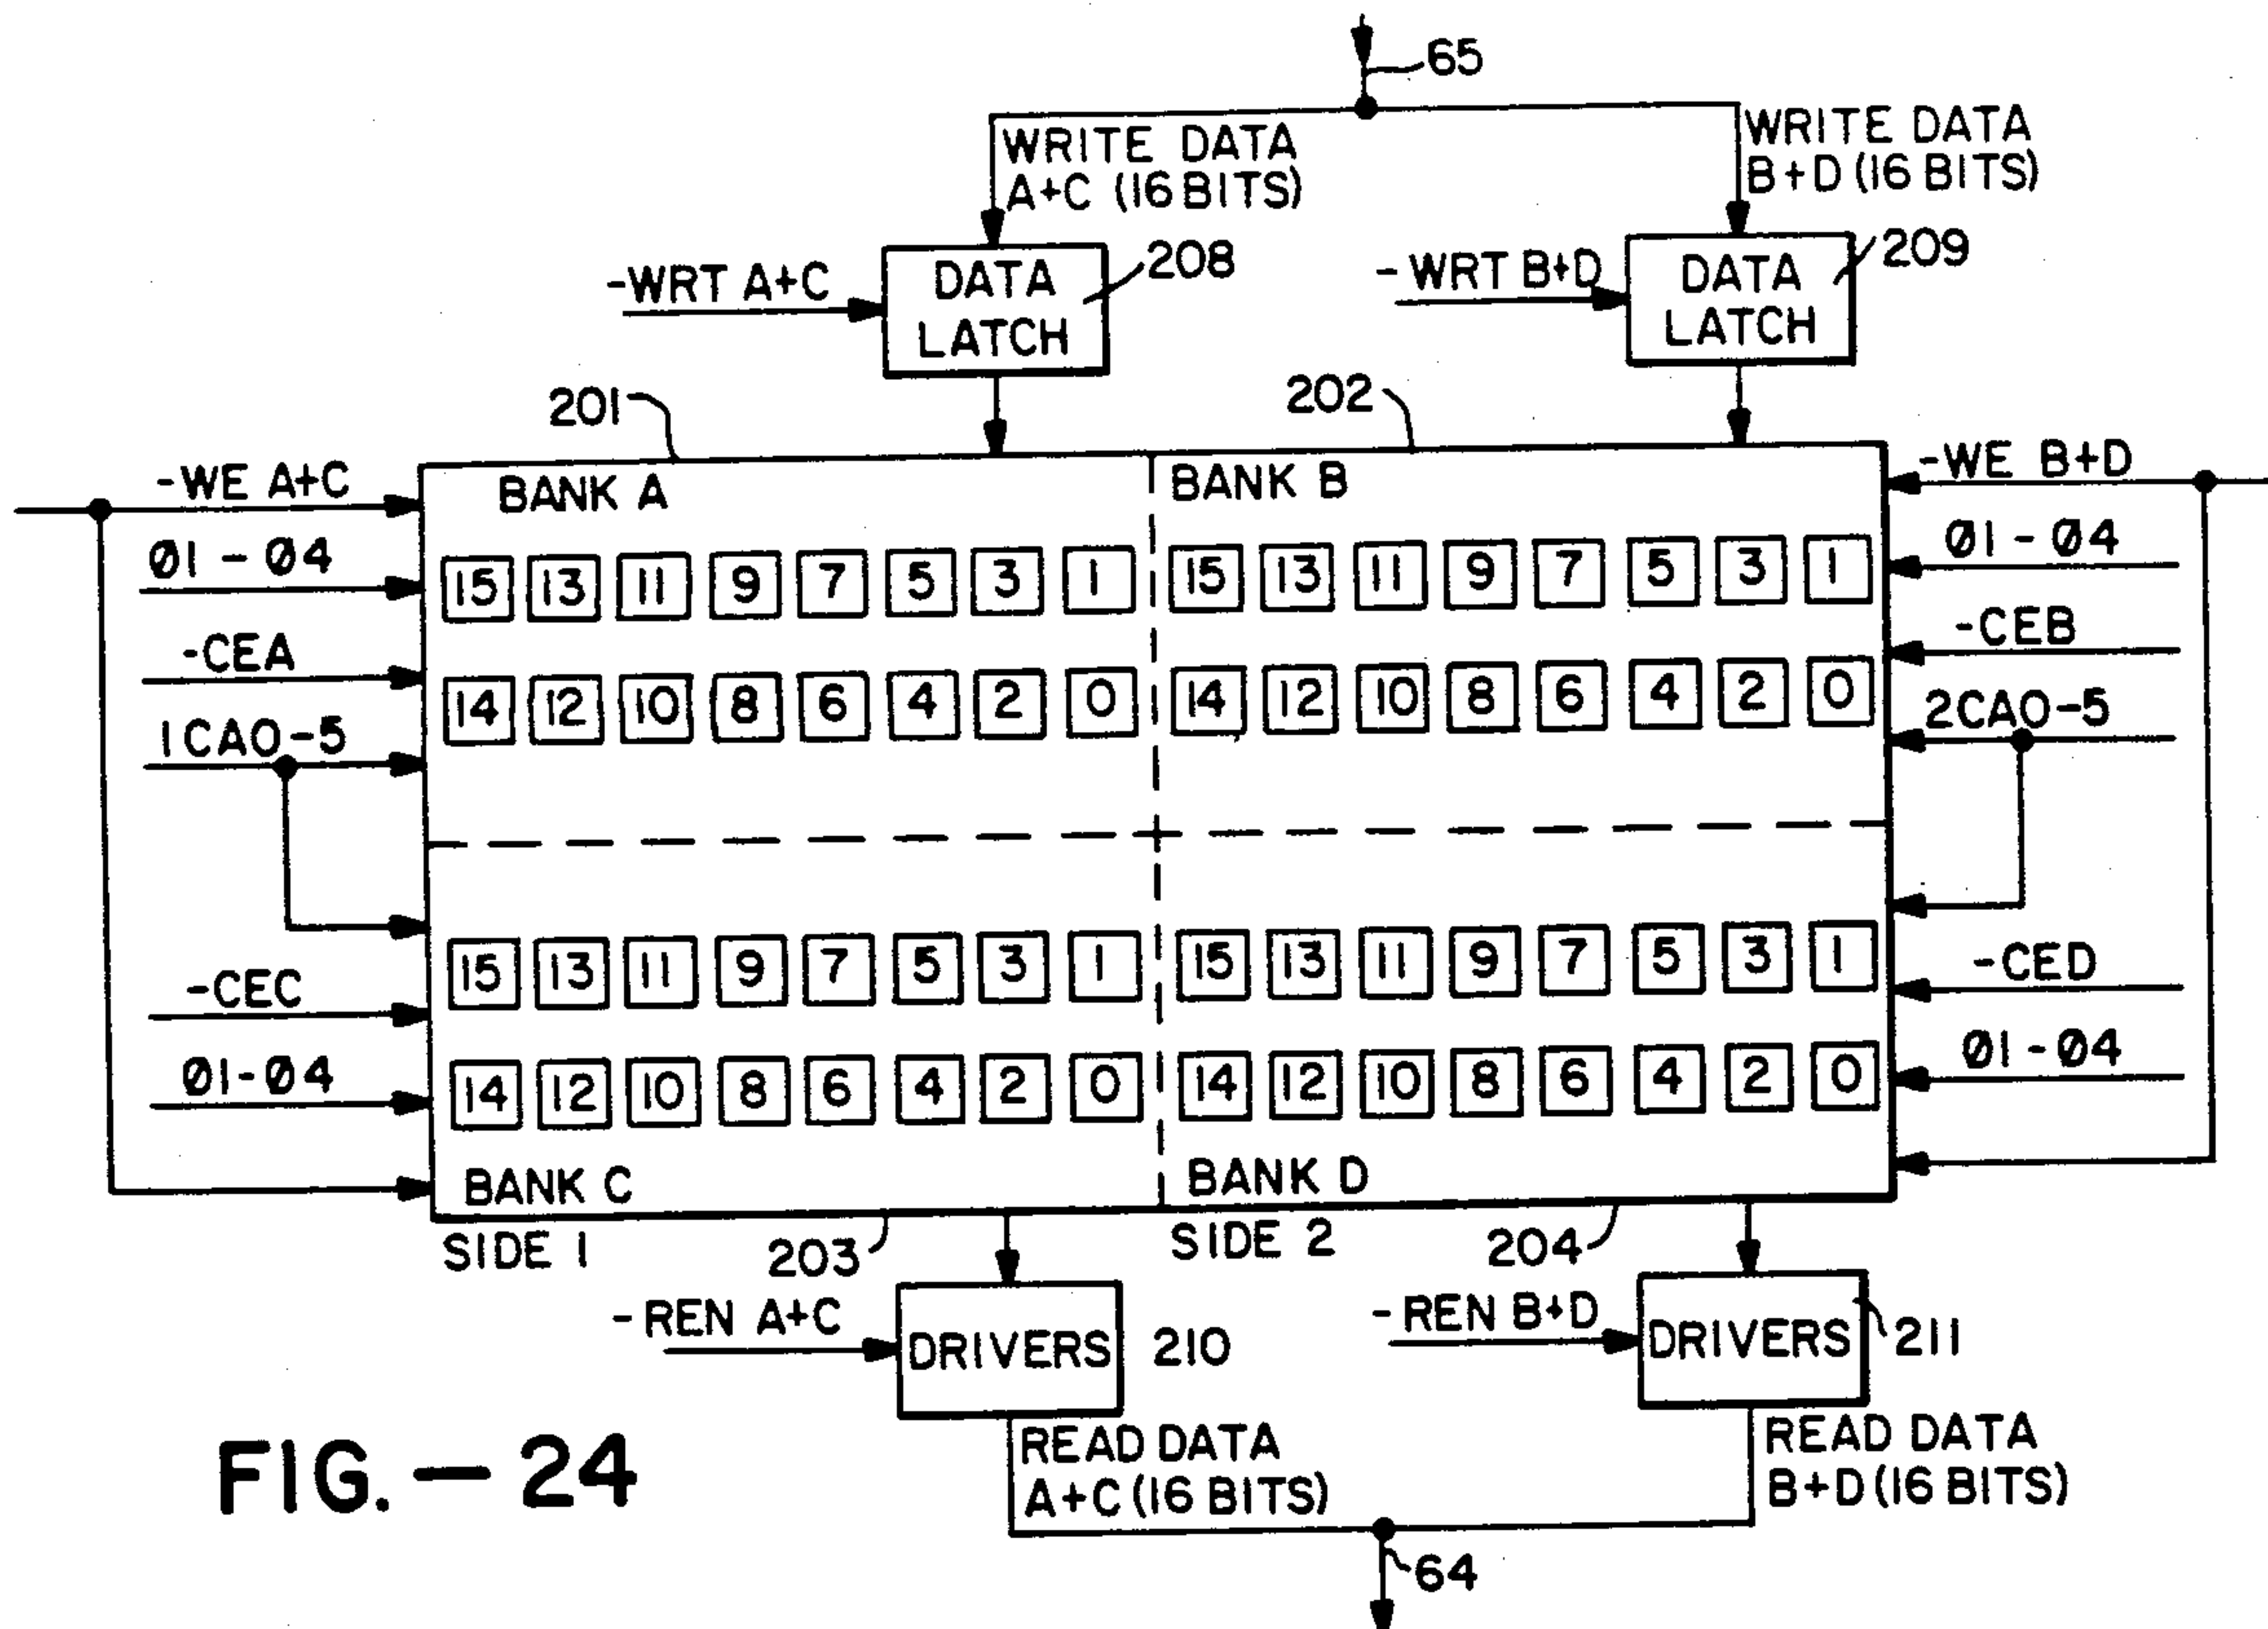 65
WRITE DATA
A+C (16 BITS)
WRITE DATA
B+D (16 BITS)
-WRT A+C
DATA
LATCH
208
-WRT B+D
DATA
LATCH
209
201
202
-WE A+C
BANK A
BANK B
-WE B+D
Ø1-Ø4
15 13 11 9 7 5 3 1
15 13 11 9 7 5 3 1
Ø1-Ø4
-CEA
-CEB
14 12 10 8 6 4 2 0
14 12 10 8 6 4 2 0
1CA0-5
2CA0-5
15 13 11 9 7 5 3 1
15 13 11 9 7 5 3 1
-CEC
-CED
14 12 10 8 6 4 2 0
14 12 10 8 6 4 2 0
Ø1-Ø4
Ø1-Ø4
BANK C
BANK D
SIDE 1
203
SIDE 2
204
-REN A+C
DRIVERS
210
-REN B+D
DRIVERS
211
READ DATA
A+C (16 BITS)
READ DATA
B+D (16 BITS)
64
FIG.-24